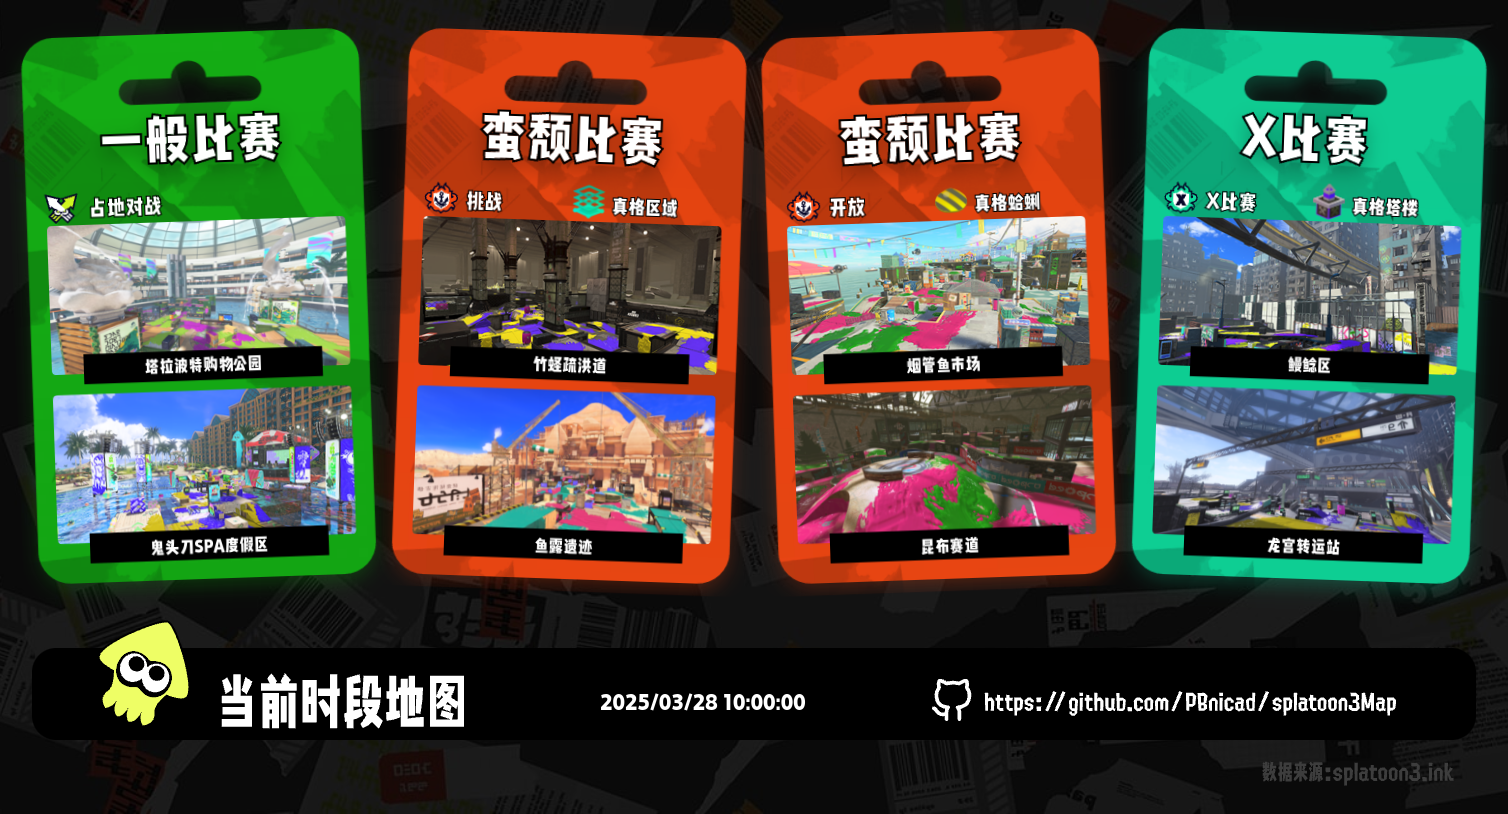 一般比赛
占地对战
塔拉波特购物公园
鬼头刀SPA度假区
蛮颓比赛
挑战
真格区域
竹蛏疏洪道
鱼露遗迹
蛮颓比赛
开放
真格蛤蜊
烟管鱼市场
昆布赛道
X比赛
X比赛
真格塔楼
鳗鲶区
龙宫转运站
当前时段地图
2025/03/28 10:00:00
https://github.com/PBnicad/splatoon3Map
数据来源:splatoon3.ink